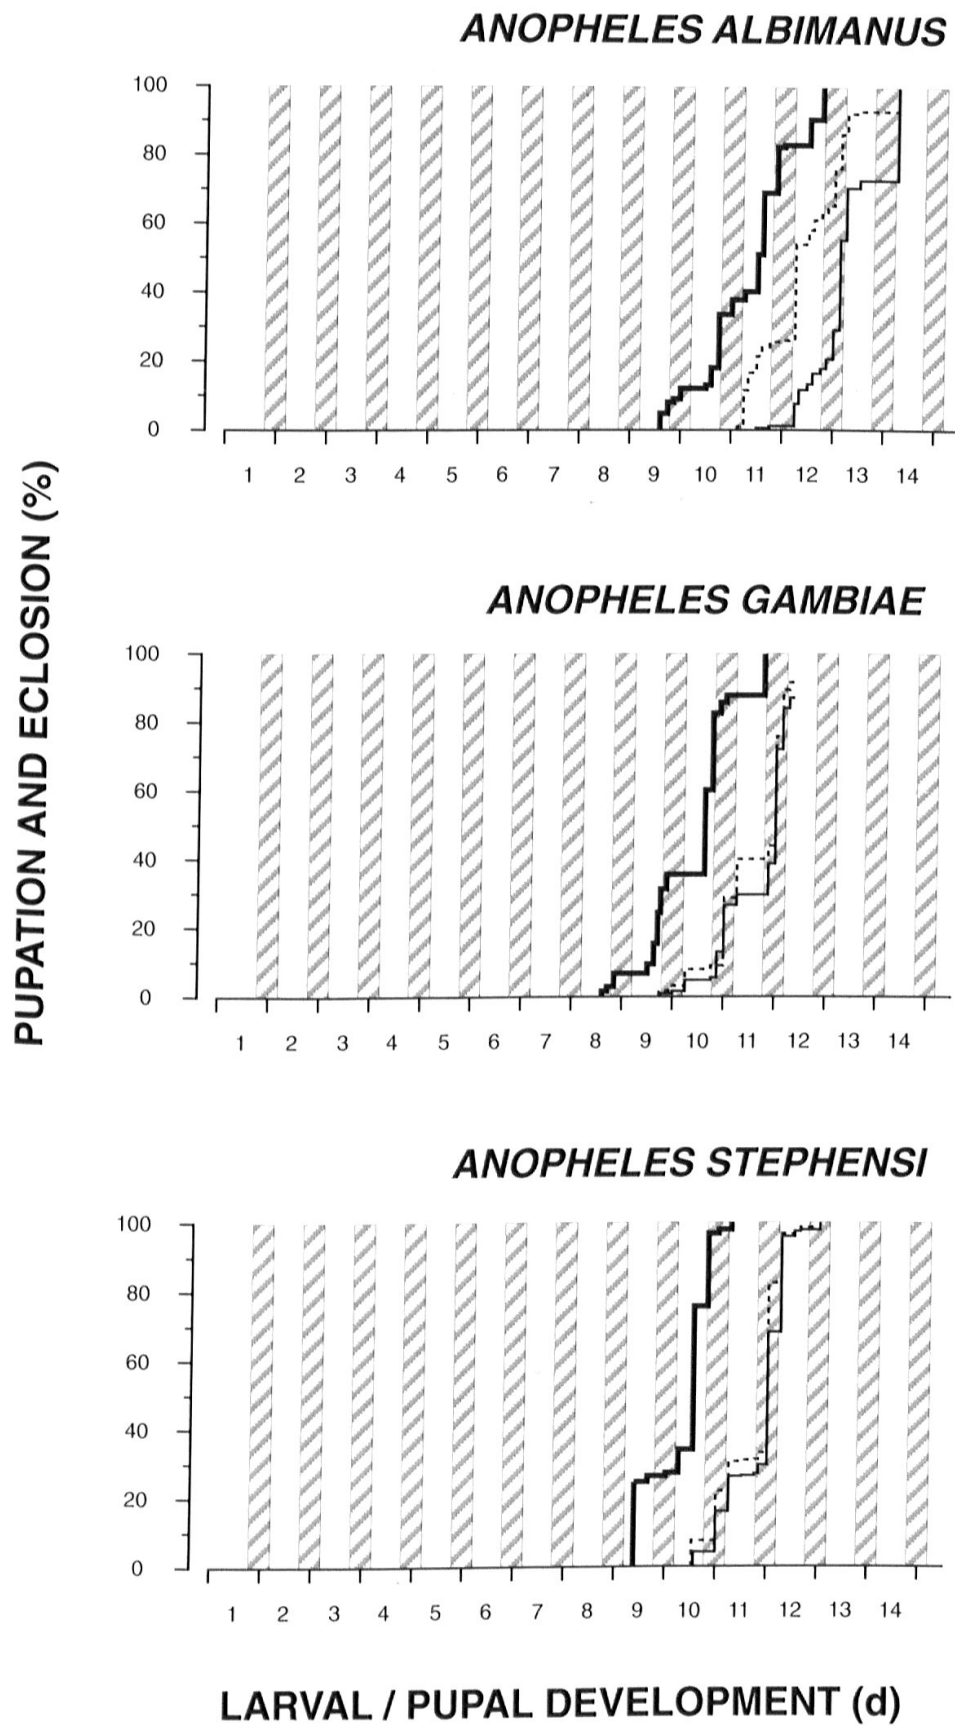 ANOPHELES ALBIMANUS
100
80
60
40
20
0
1 2 3 4 5 6 7 8 9 10 11 12 13 14
ANOPHELES GAMBIAE
100
80
60
40
20
0
1 2 3 4 5 6 7 8 9 10 11 12 13 14
ANOPHELES STEPHENSI
100
80
60
40
20
0
1 2 3 4 5 6 7 8 9 10 11 12 13 14
PUPATION AND ECLOSION (%)
LARVAL / PUPAL DEVELOPMENT (d)